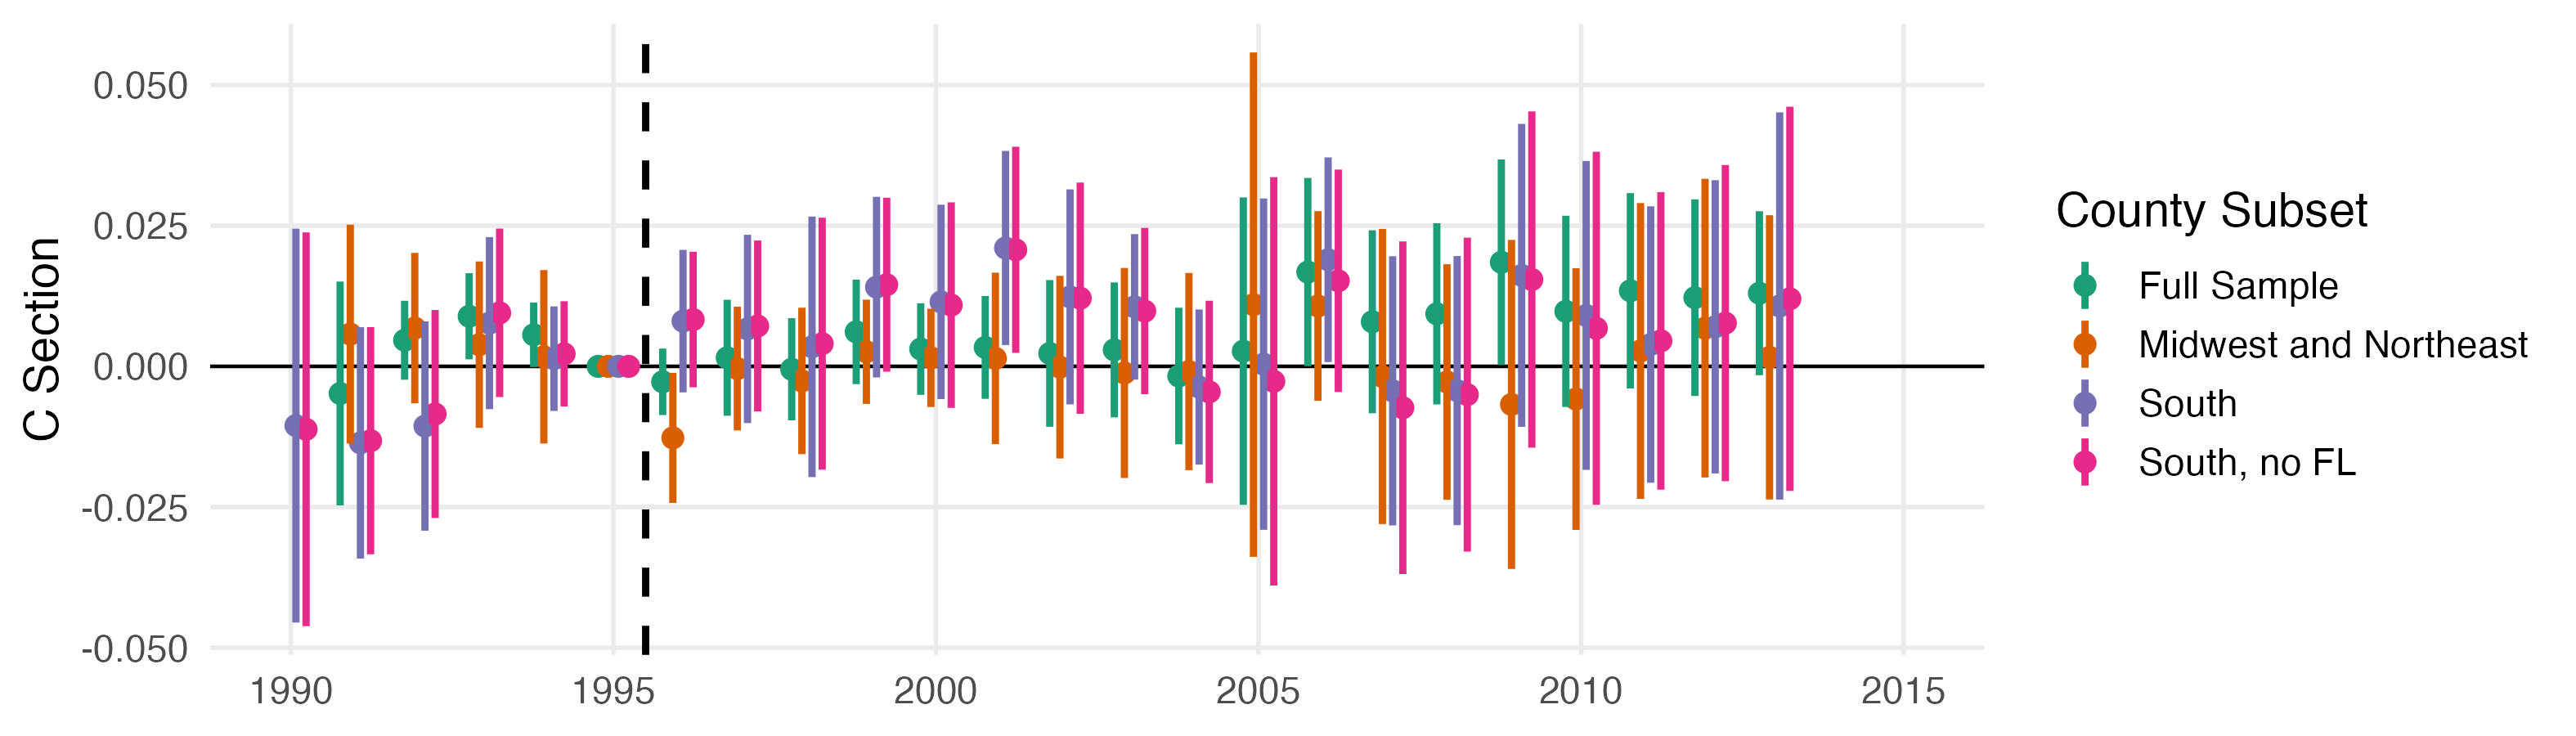 C Section
0.050
0.025
0.000
-0.025
-0.050
1990 1995 2000 2005 2010 2015
County Subset
Full Sample
Midwest and Northeast
South
South, no FL